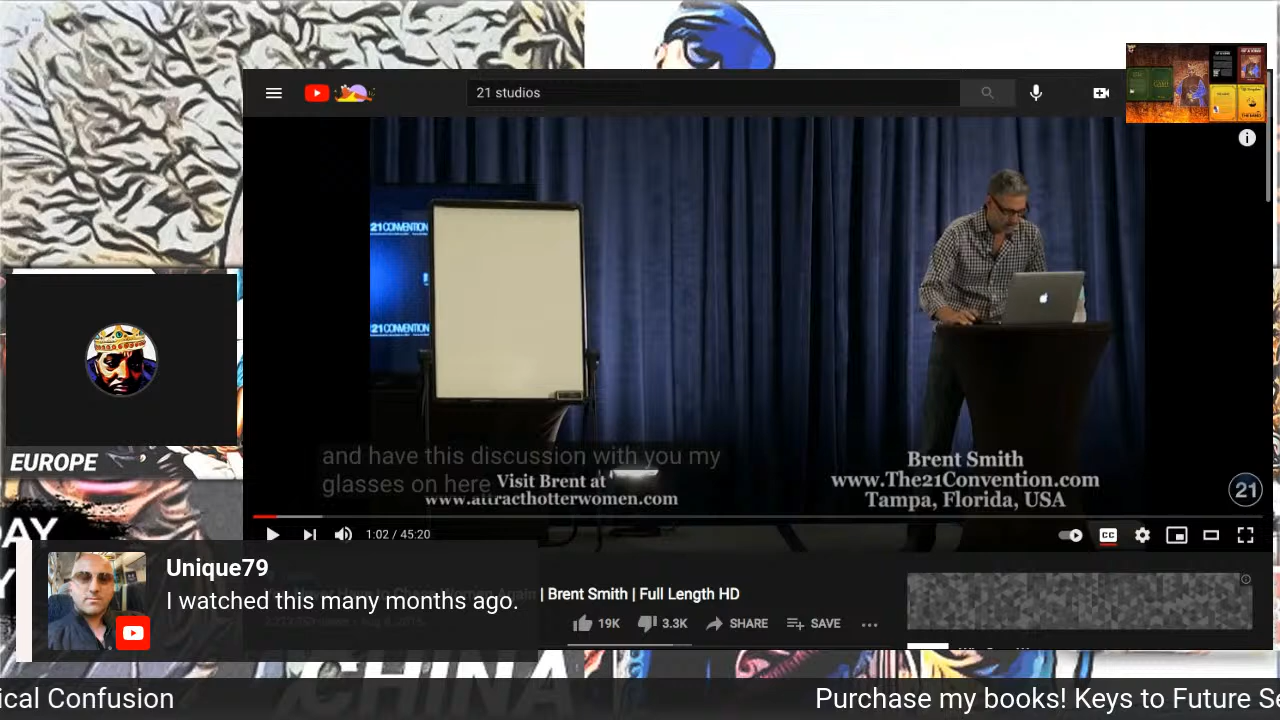 21 studios
21 CONVENTION
21 CONVENTION
and have this discussion with you my
glasses on here
Visit Brent at
www.attracthotterwomen.com
Brent Smith
www.The21Convention.com
Tampa, Florida, USA
21
1:02 / 45:20
CC
EUROPE
DAY
Unique79
I watched this many months ago.
| Brent Smith | Full Length HD
19K
3.3K
SHARE
SAVE
CHINA
ical Confusion
Purchase my books! Keys to Future Se